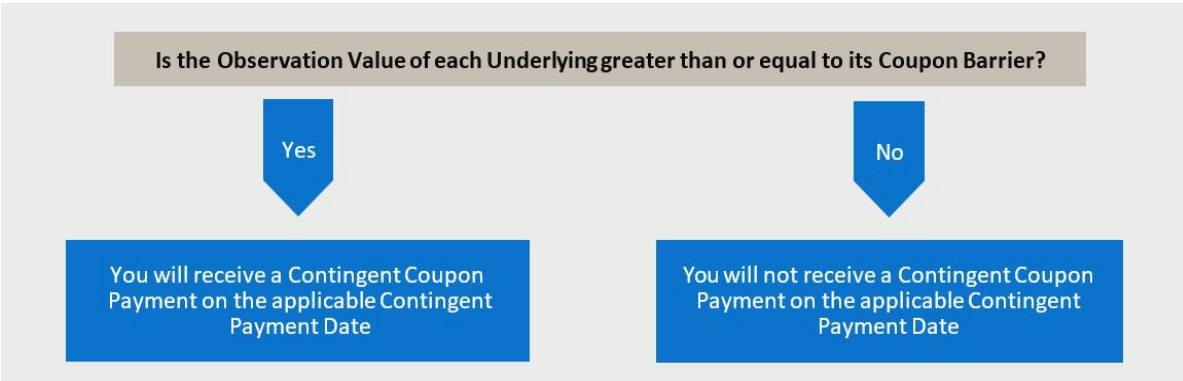 Is the Observation Value of each Underlying greater than or equal to its Coupon Barrier?
Yes
No
You will receive a Contingent Coupon
Payment on the applicable Contingent
Payment Date
You will not receive a Contingent Coupon
Payment on the applicable Contingent
Payment Date